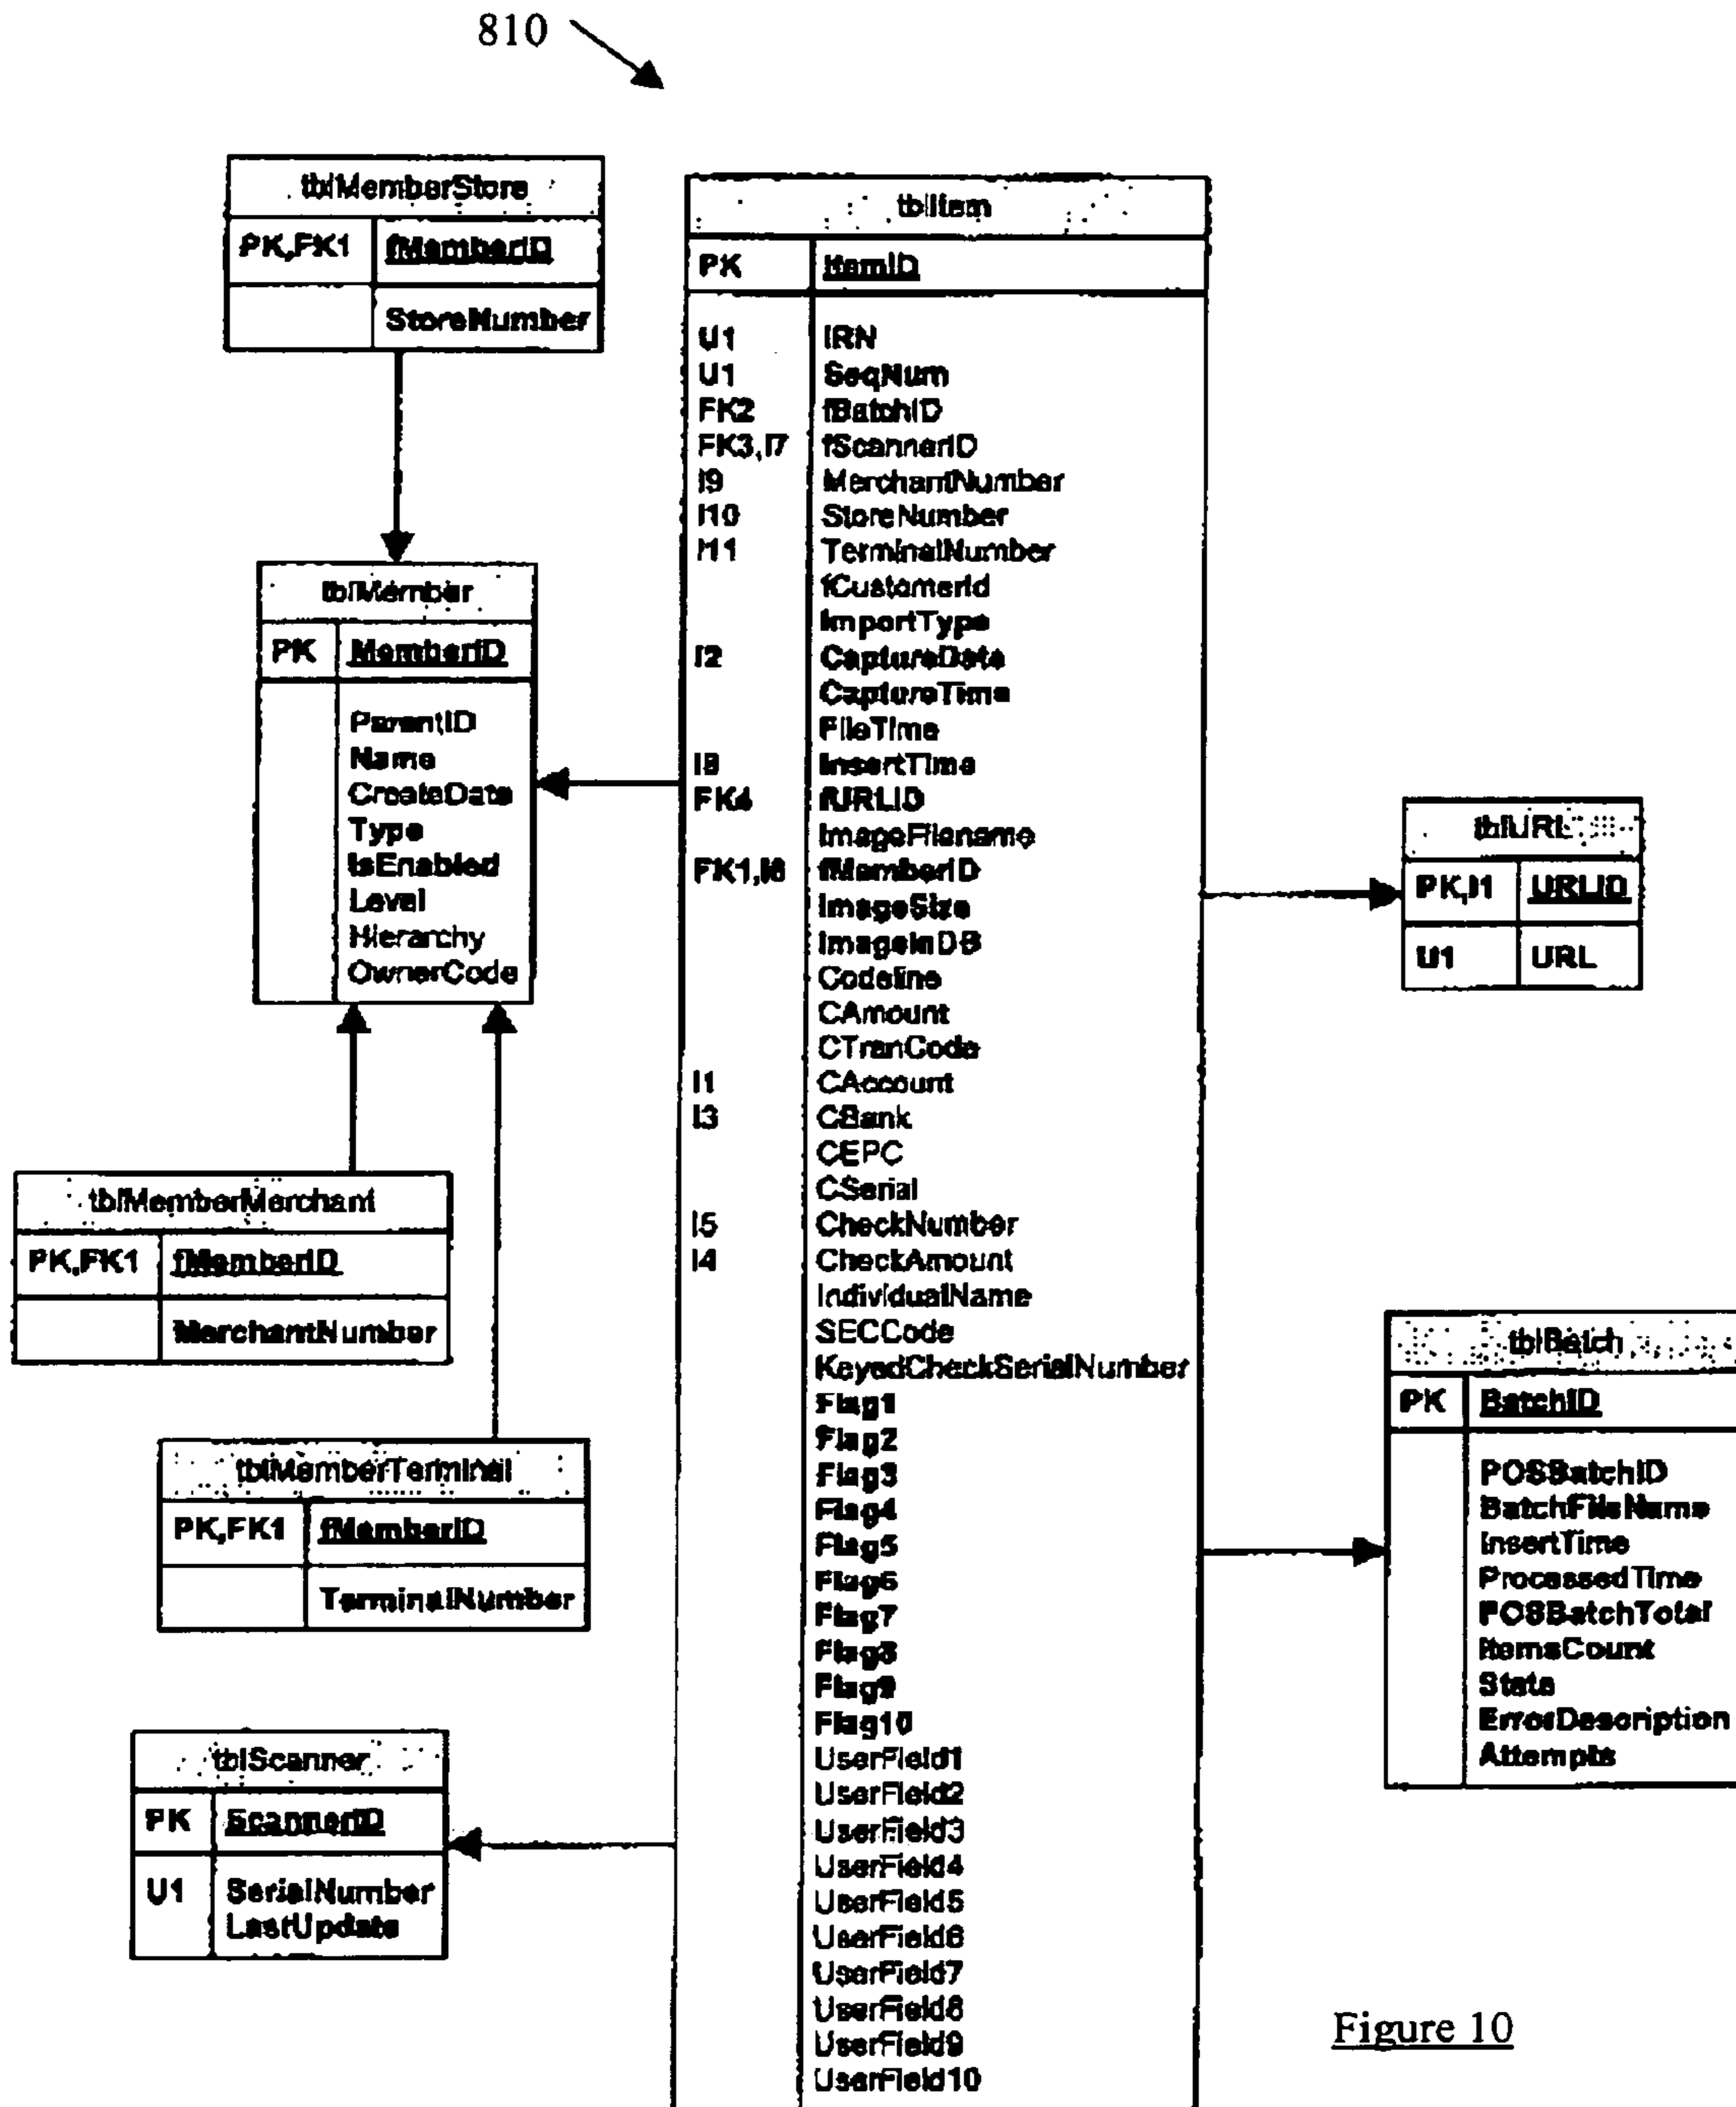 810
tblMemberStore
PK,FK1 fMemberID
StoreNumber
tblMember
PK MemberID
ParentID
Name
CreateDate
Type
IsEnabled
Level
Hierarchy
OwnerCode
tblMemberMerchant
PK,FK1 fMemberID
MerchantNumber
tblMemberTerminal
PK,FK1 fMemberID
TerminalNumber
tblScanner
PK ScannerID
U1 SerialNumber
LastUpdate
tblItem
PK ItemID
U1 IRN
U1 SeqNum
FK2 fBatchID
FK3,I7 fScannerID
I9 MerchantNumber
I10 StoreNumber
I11 TerminalNumber
fCustomerId
ImportType
I2 CaptureDate
CaptureTime
FileTime
I8 InsertTime
FK4 fURLID
ImageFilename
FK1,I6 fMemberID
ImageSize
ImageInDB
Codeline
CAmount
CTranCode
I1 CAccount
I3 CBank
CEPC
CSerial
I5 CheckNumber
I4 CheckAmount
IndividualName
SECCode
KeyedCheckSerialNumber
Flag1
Flag2
Flag3
Flag4
Flag5
Flag6
Flag7
Flag8
Flag9
Flag10
UserField1
UserField2
UserField3
UserField4
UserField5
UserField6
UserField7
UserField8
UserField9
UserField10
tblURL
PK,I1 URLID
U1 URL
tblBatch
PK BatchID
POSBatchID
BatchFileName
InsertTime
ProcessedTime
POSBatchTotal
ItemsCount
State
ErrorDescription
Attempts
Figure 10